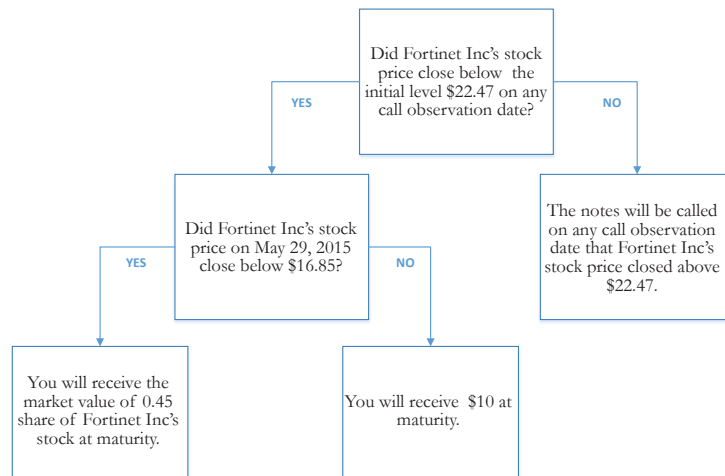 Did Fortinet Inc's stock
price close below the
initial level $22.47 on any
call observation date?
YES
NO
Did Fortinet Inc's stock
price on May 29, 2015
close below $16.85?
The notes will be called
on any call observation
date that Fortinet Inc's
stock price closed above
$22.47.
YES
NO
You will receive the
market value of 0.45
share of Fortinet Inc's
stock at maturity.
You will receive $10 at
maturity.